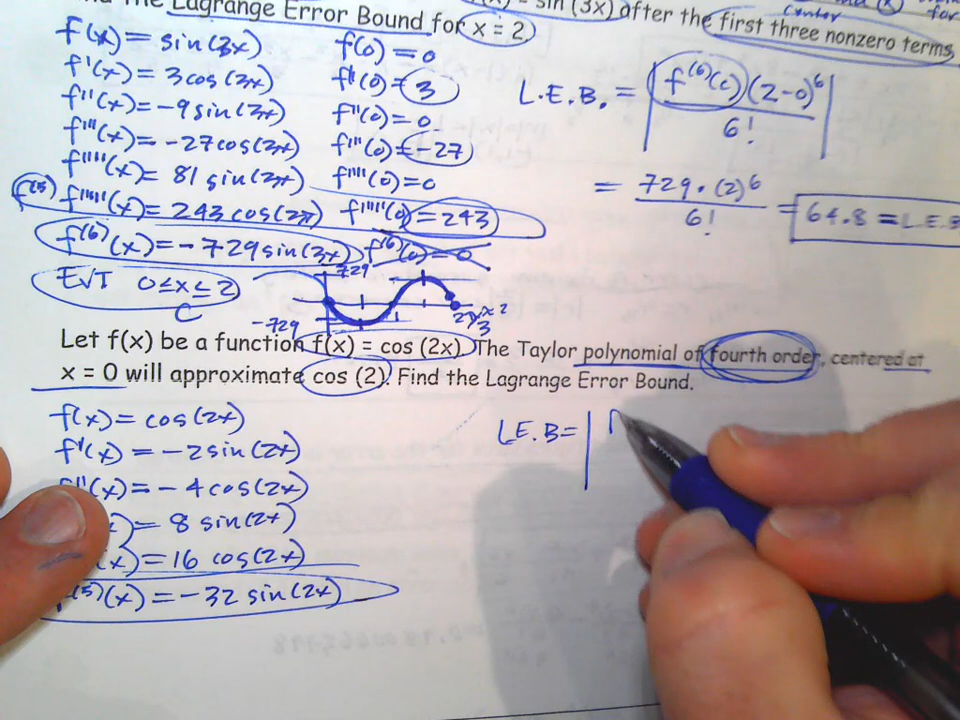 Lagrange Error Bound for x = 2)
= sin (3x) after the first three nonzero terms
center
for
f(x) = sin(3x)
f(0) = 0
f'(x) = 3cos(3x)
f'(0) = 3
f''(x) = -9sin(3x)
f''(0) = 0
f'''(x) = -27cos(3x)
f'''(0) = -27
f''''(x) = 81 sin(3x)
f''''(0) = 0
f(5) f'''''(x) = 243 cos(3x)
f'''''(0) = 243
f(6)(x) = -729sin(3x)
f(6)(0) = 0
EVT 0≤x≤2
C
729
-729
L.E.B. = | f(6)(c)(2-0)6 |
6!
= 729·(2)6
6!
= 64.8 = L.E.B
Let f(x) be a function f(x) = cos (2x). The Taylor polynomial of fourth order, centered at
x = 0 will approximate cos (2). Find the Lagrange Error Bound.
f(x) = cos(2x)
f'(x) = -2sin(2x)
f''(x) = -4cos(2x)
(x) = 8 sin(2x)
(x) = 16 cos(2x)
f(5)(x) = -32 sin(2x)
L.E.B = |